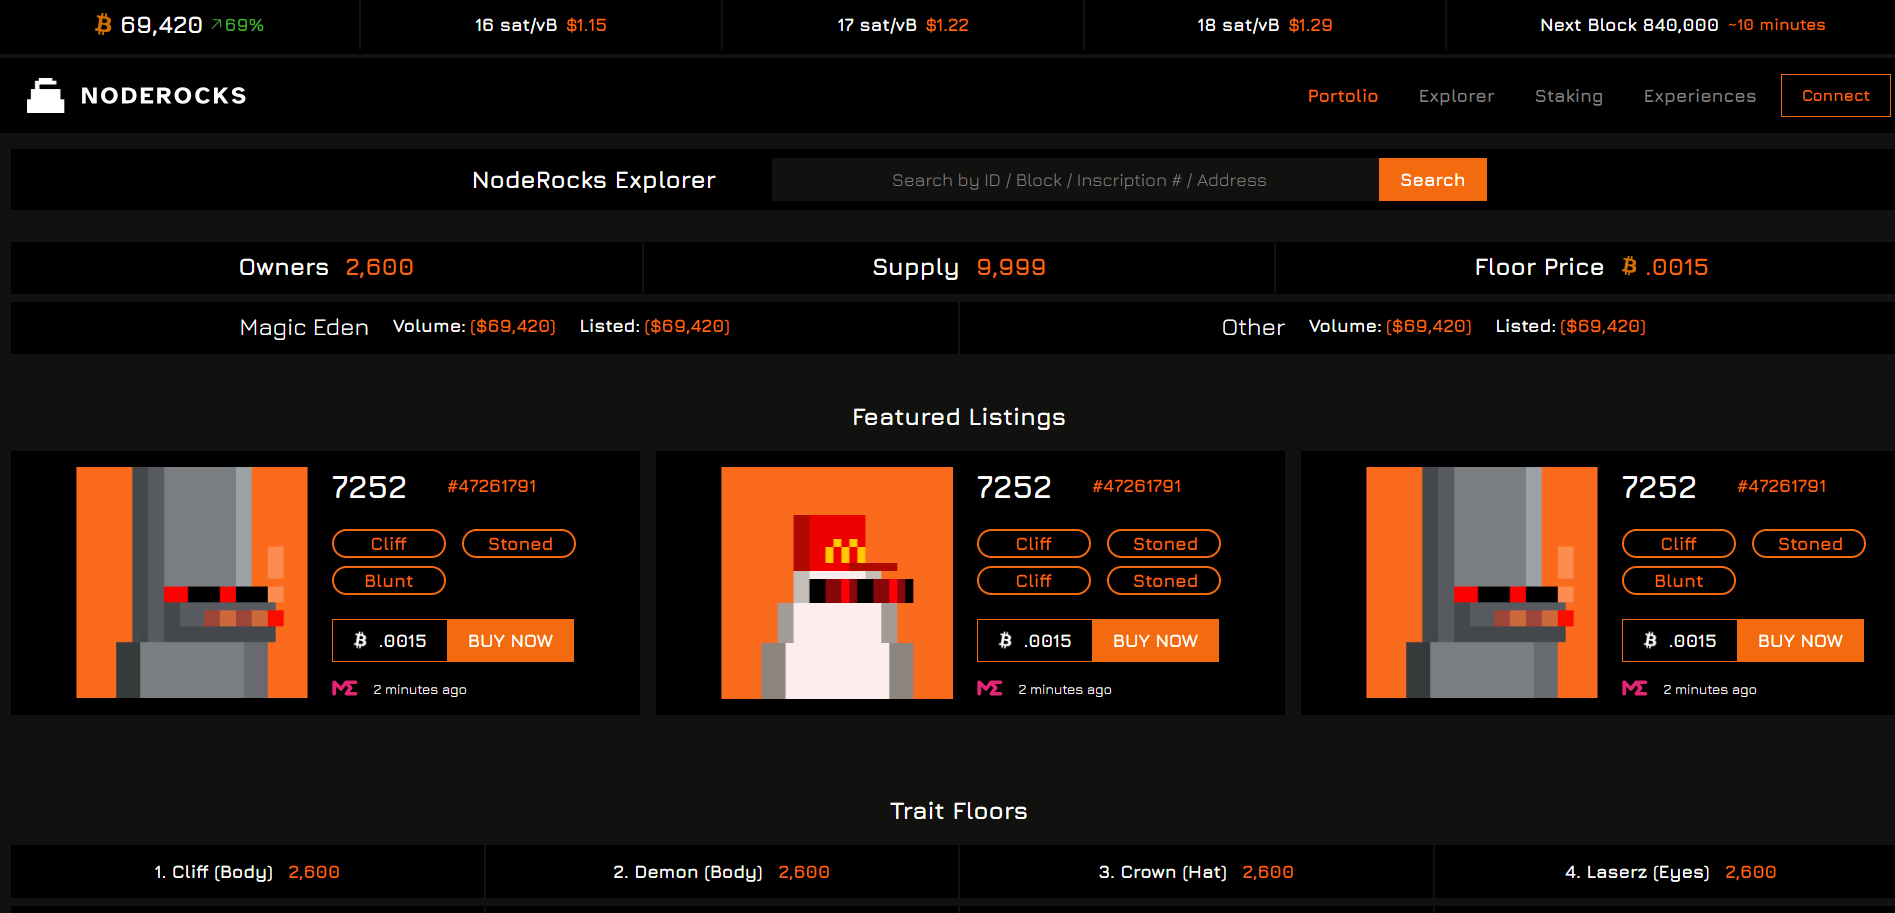 69,420 69%
16 sat/vB $1.15
17 sat/vB $1.22
18 sat/vB $1.29
Next Block 840,000 ~10 minutes
NODEROCKS
Portolio
Explorer
Staking
Experiences
Connect
NodeRocks Explorer
Search by ID / Block / Inscription # / Address
Search
Owners 2,600
Supply 9,999
Floor Price ₿ .0015
Magic Eden Volume: ($69,420) Listed: ($69,420)
Other Volume: ($69,420) Listed: ($69,420)
Featured Listings
7252 #47261791
Cliff Stoned
Blunt
₿ .0015 BUY NOW
ME 2 minutes ago
7252 #47261791
Cliff Stoned
Cliff Stoned
₿ .0015 BUY NOW
ME 2 minutes ago
7252 #47261791
Cliff Stoned
Blunt
₿ .0015 BUY NOW
ME 2 minutes ago
Trait Floors
1. Cliff (Body) 2,600
2. Demon (Body) 2,600
3. Crown (Hat) 2,600
4. Laserz (Eyes) 2,600